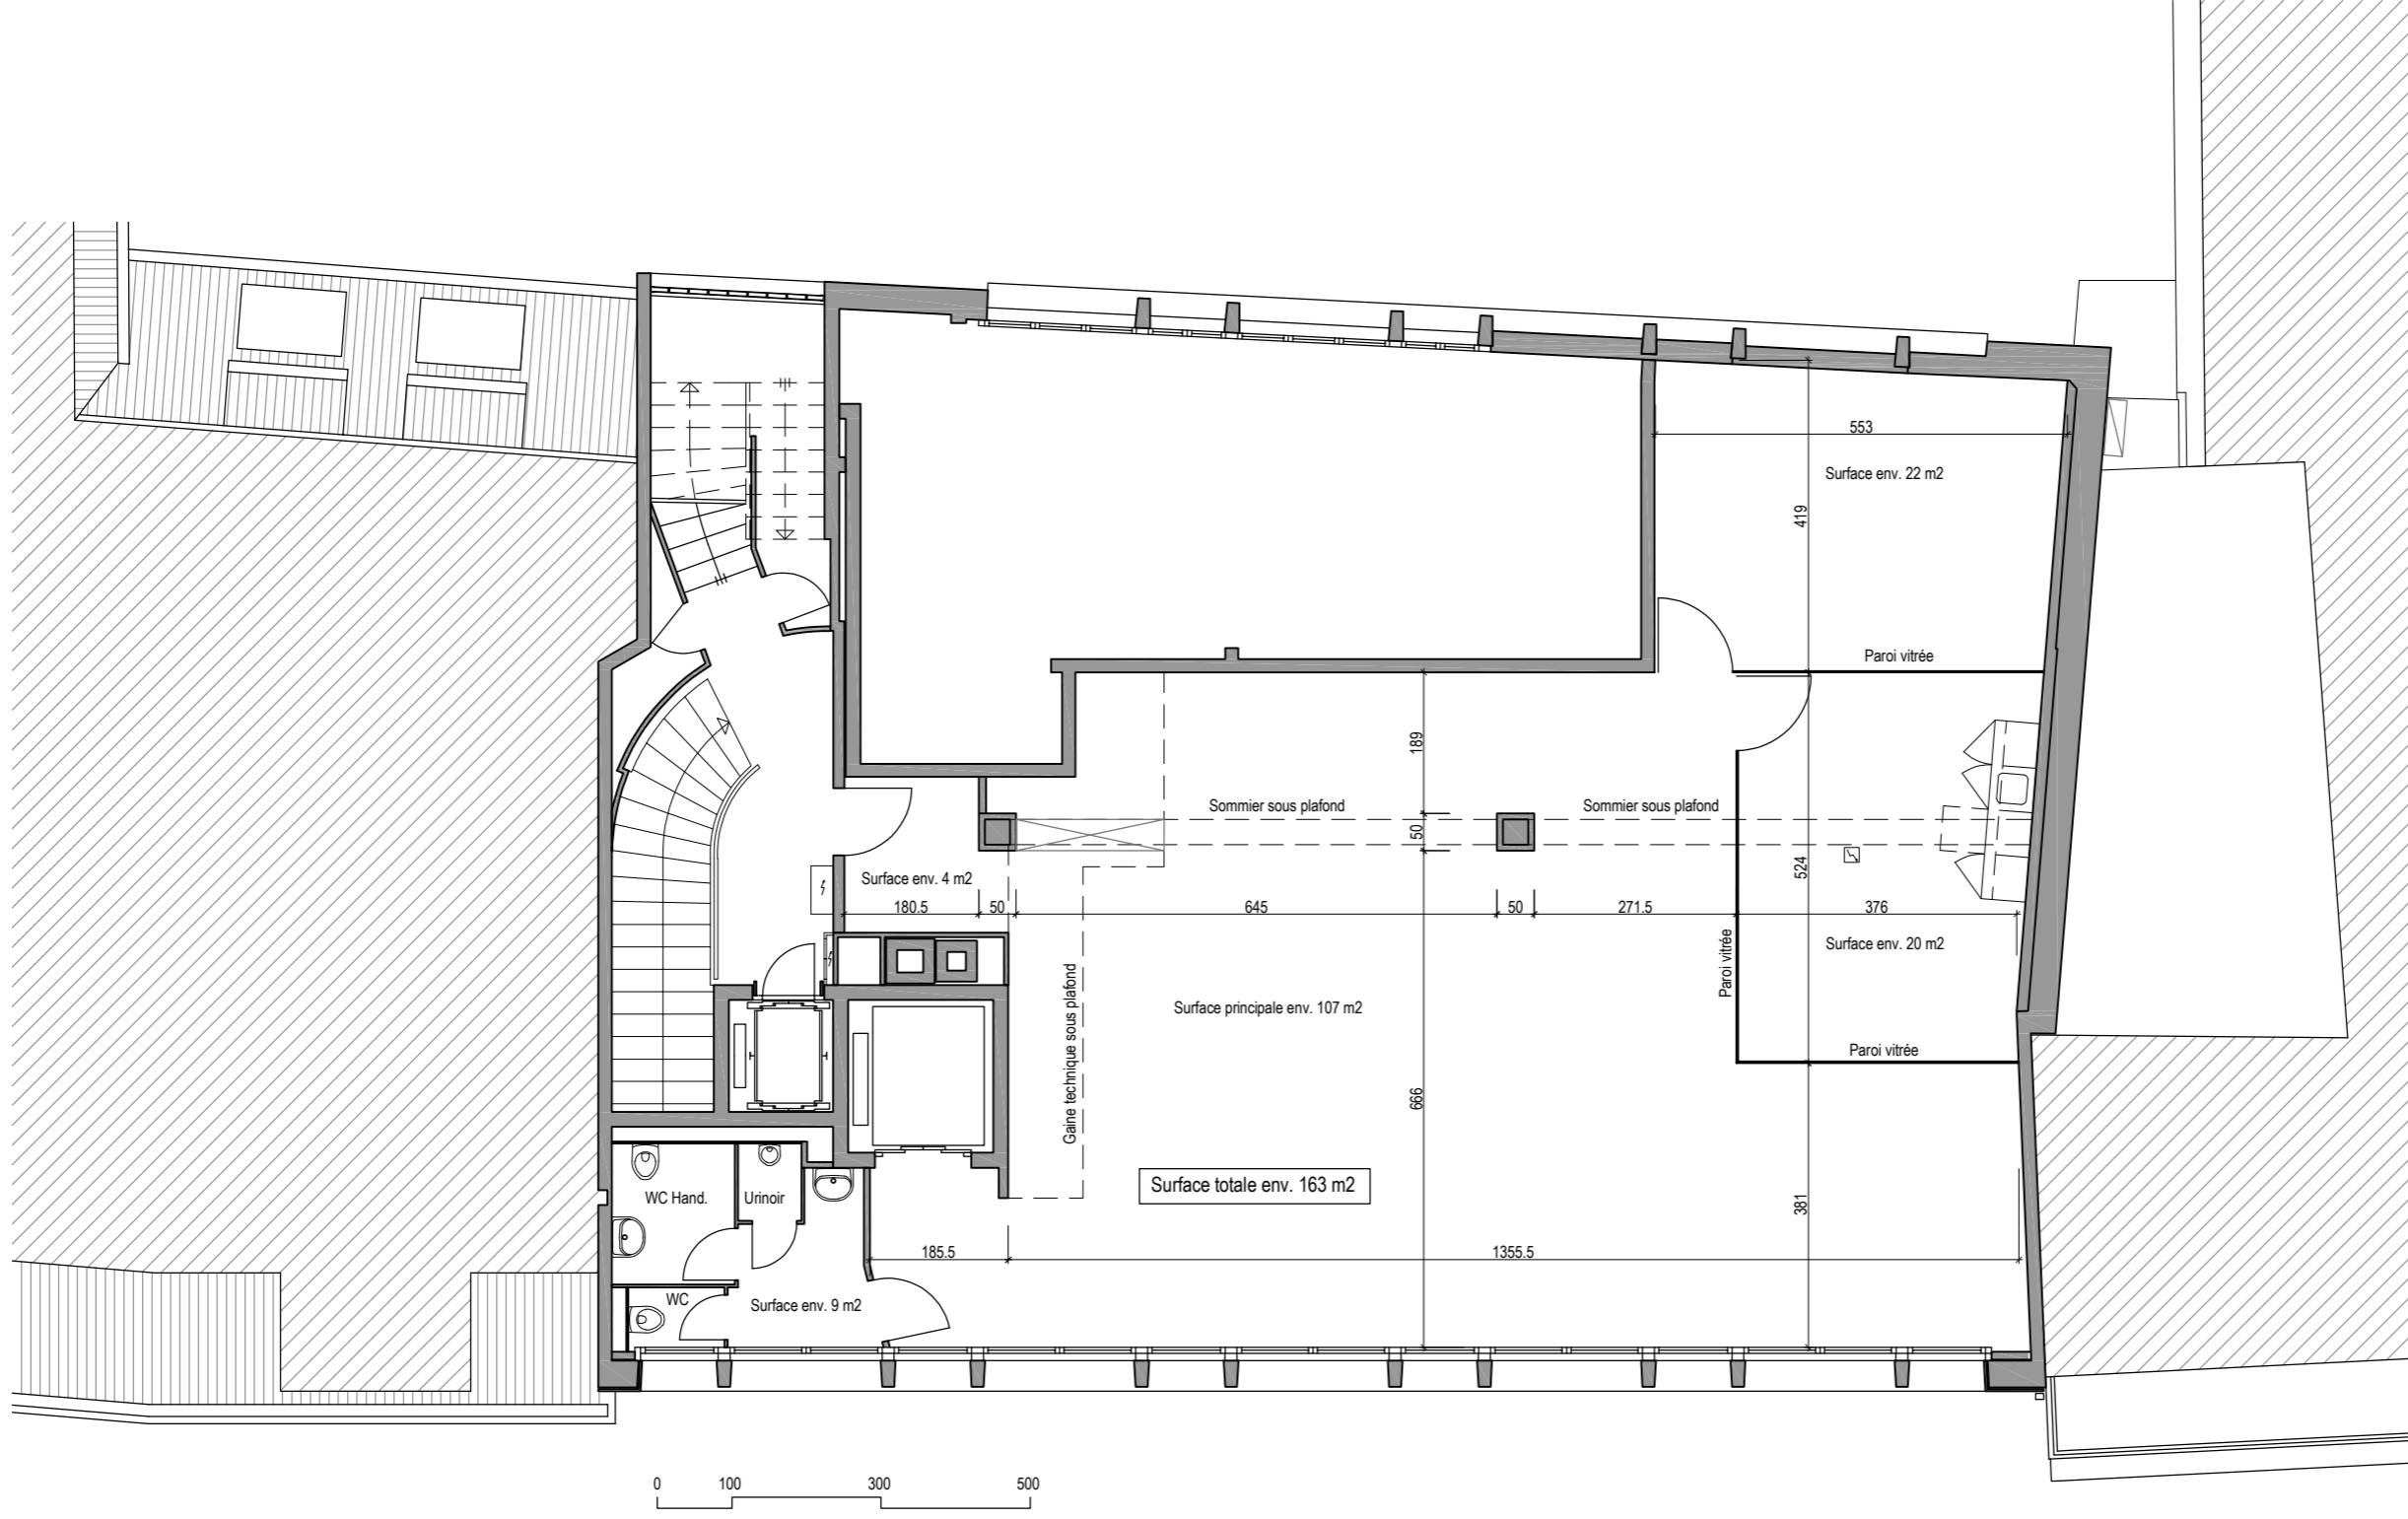 553
Surface env. 22 m2
419
Paroi vitrée
189
Sommier sous plafond
Sommier sous plafond
50
524
Surface env. 4 m2
180.5
50
645
50
271.5
376
Surface env. 20 m2
Paroi vitrée
Gaine technique sous plafond
Surface principale env. 107 m2
Paroi vitrée
666
Surface totale env. 163 m2
WC Hand.
Urinoir
381
185.5
1355.5
WC
Surface env. 9 m2
0 100 300 500